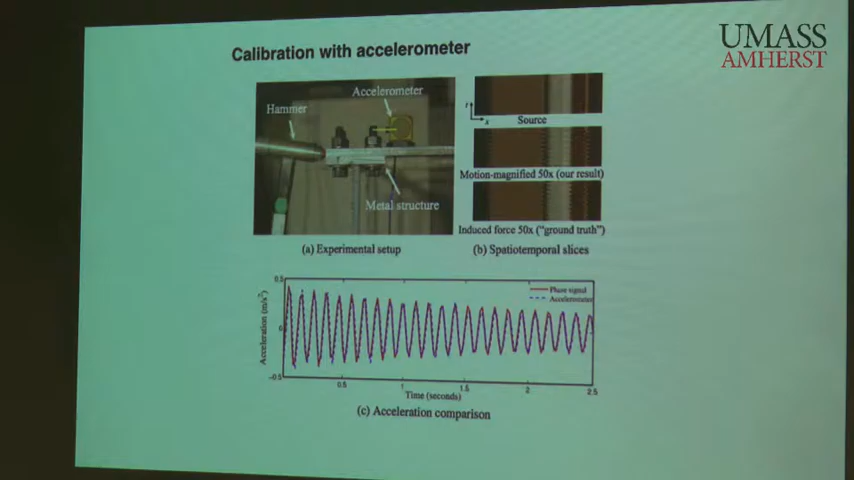 UMASS
AMHERST
Calibration with accelerometer
Accelerometer
Hammer
Metal structure
t
x
Source
Motion-magnified 50x (our result)
Induced force 50x ("ground truth")
(a) Experimental setup
(b) Spatiotemporal slices
0.5
0
-0.5
Acceleration (m/s²)
Phase signal
Accelerometer
0.5
1
1.5
2
2.5
Time (seconds)
(c) Acceleration comparison